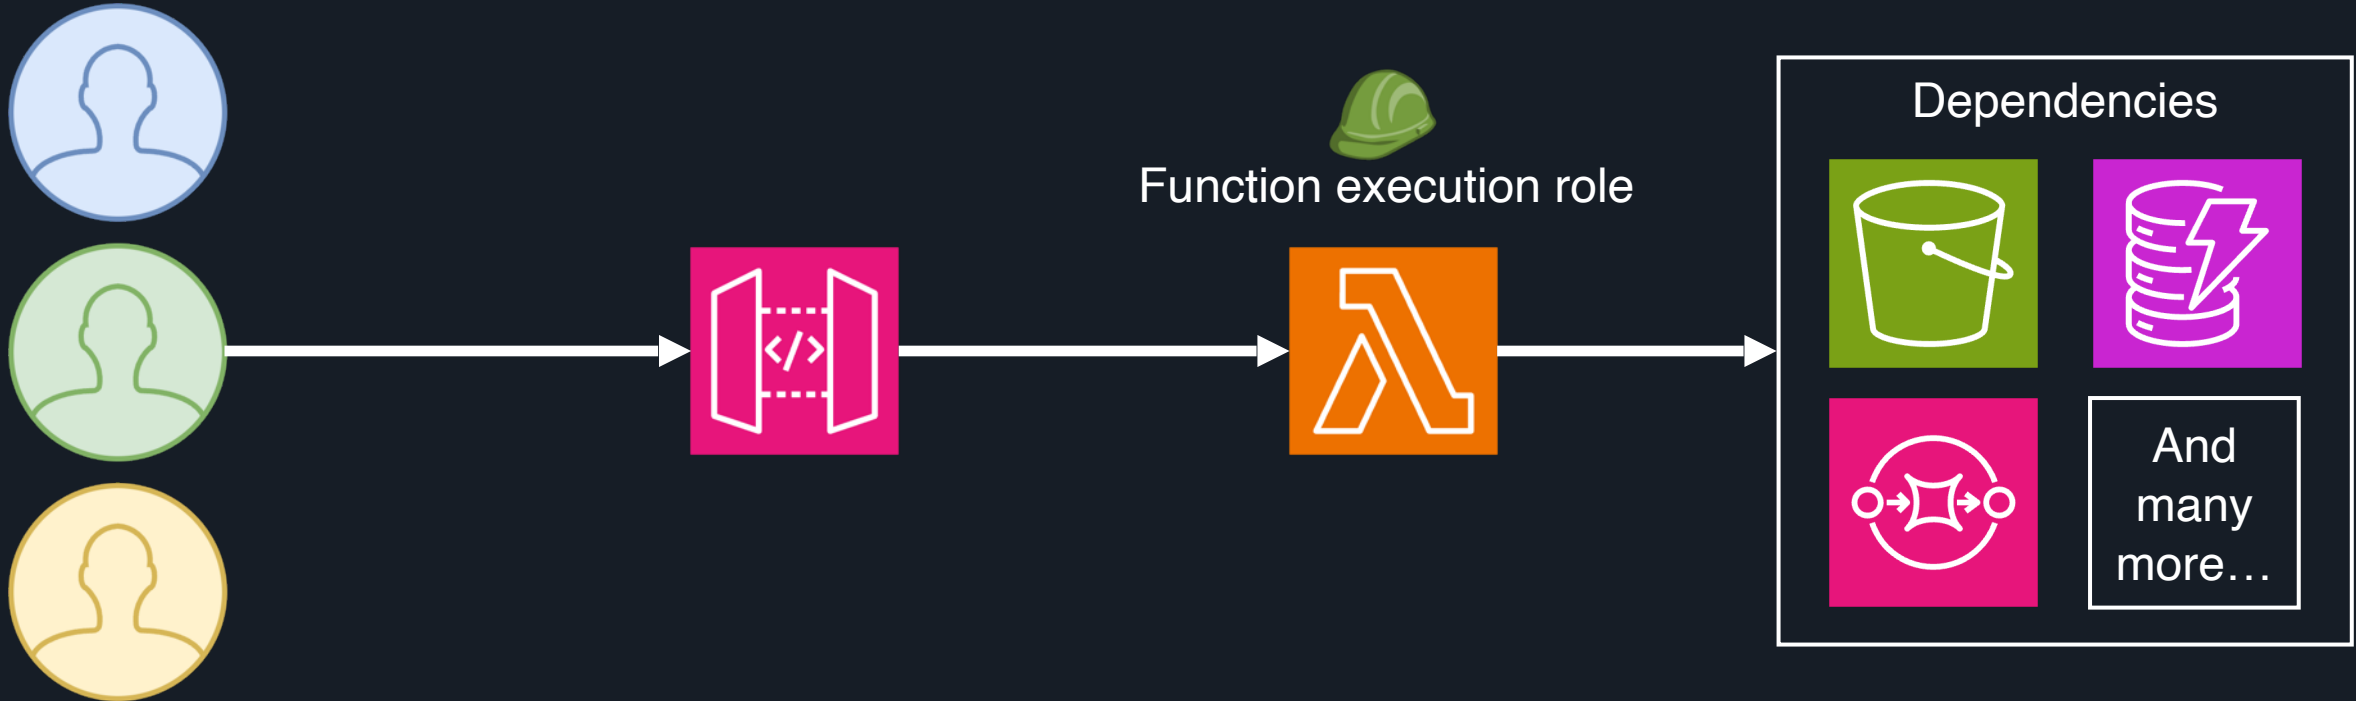 Dependencies
Function execution role
</>
And
many
more…